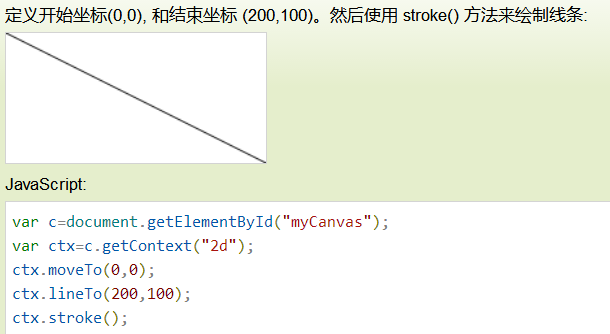 定义开始坐标(0,0), 和结束坐标 (200,100)。然后使用 stroke() 方法来绘制线条:
JavaScript:
var c=document.getElementById("myCanvas");
var ctx=c.getContext("2d");
ctx.moveTo(0,0);
ctx.lineTo(200,100);
ctx.stroke();